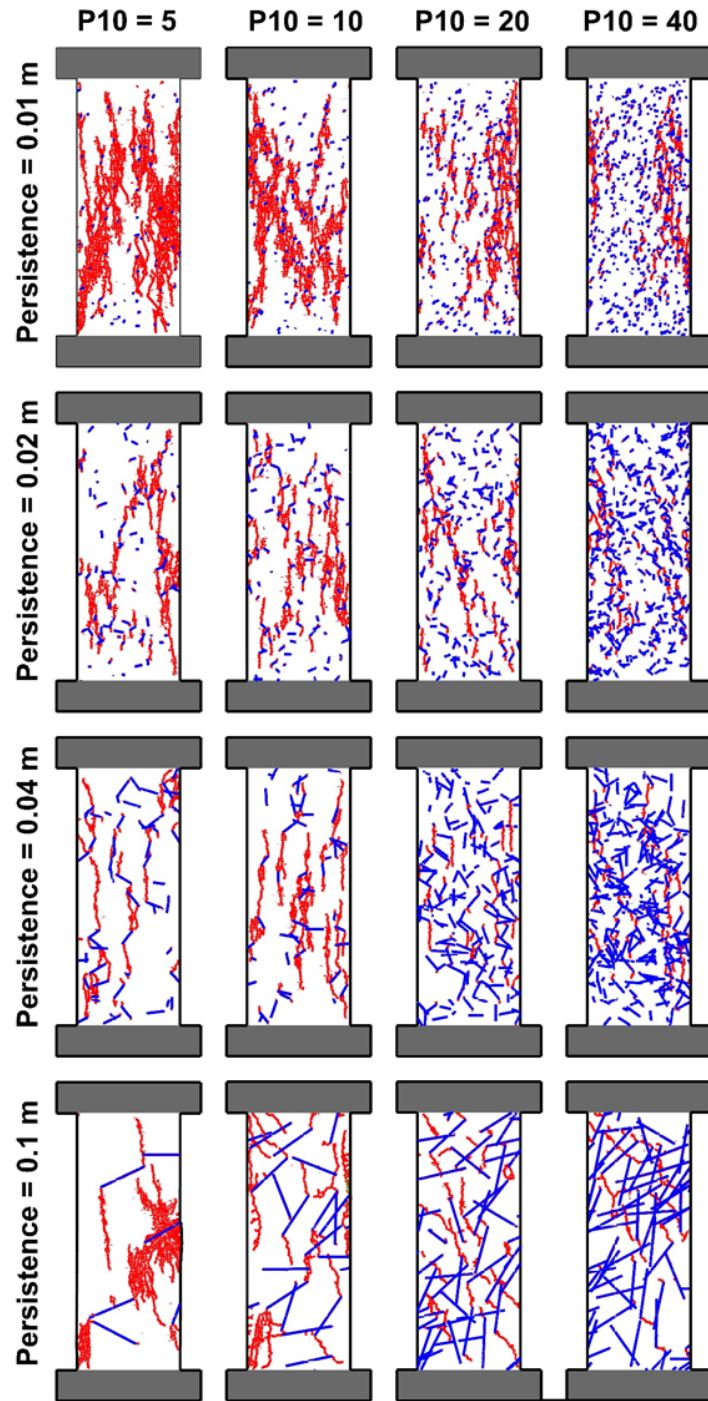 P10 = 5 P10 = 10 P10 = 20 P10 = 40
Persistence = 0.01 m
Persistence = 0.02 m
Persistence = 0.04 m
Persistence = 0.1 m